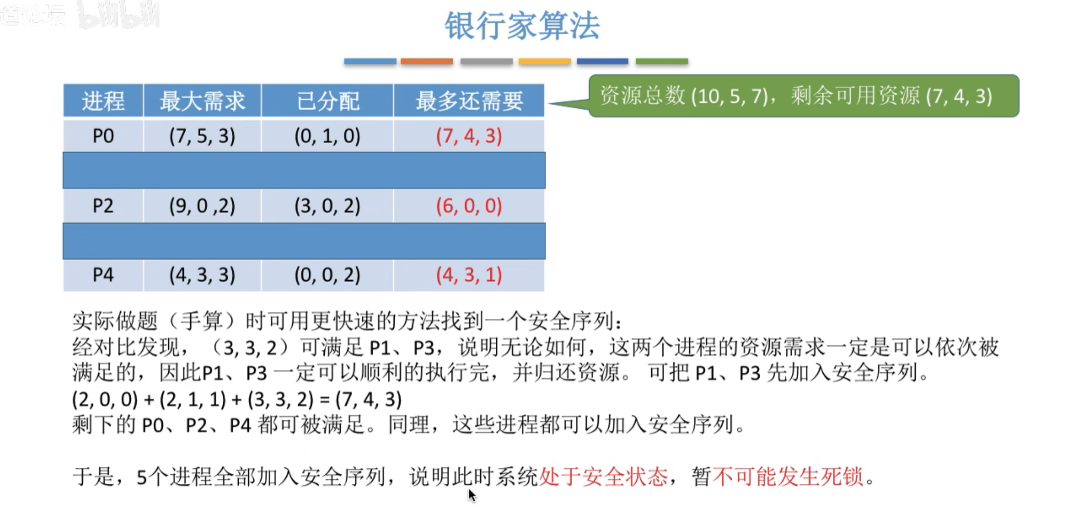 bilibili
银行家算法
进程 最大需求 已分配 最多还需要
资源总数 (10, 5, 7)，剩余可用资源 (7, 4, 3)
P0 (7, 5, 3) (0, 1, 0) (7, 4, 3)
P2 (9, 0 ,2) (3, 0, 2) (6, 0, 0)
P4 (4, 3, 3) (0, 0, 2) (4, 3, 1)
实际做题（手算）时可用更快速的方法找到一个安全序列：
经对比发现，（3, 3, 2）可满足 P1、P3，说明无论如何，这两个进程的资源需求一定是可以依次被
满足的，因此P1、P3 一定可以顺利的执行完，并归还资源。 可把 P1、P3 先加入安全序列。
(2, 0, 0) + (2, 1, 1) + (3, 3, 2) = (7, 4, 3)
剩下的 P0、P2、P4 都可被满足。同理，这些进程都可以加入安全序列。
于是，5个进程全部加入安全序列，说明此时系统处于安全状态，暂不可能发生死锁。